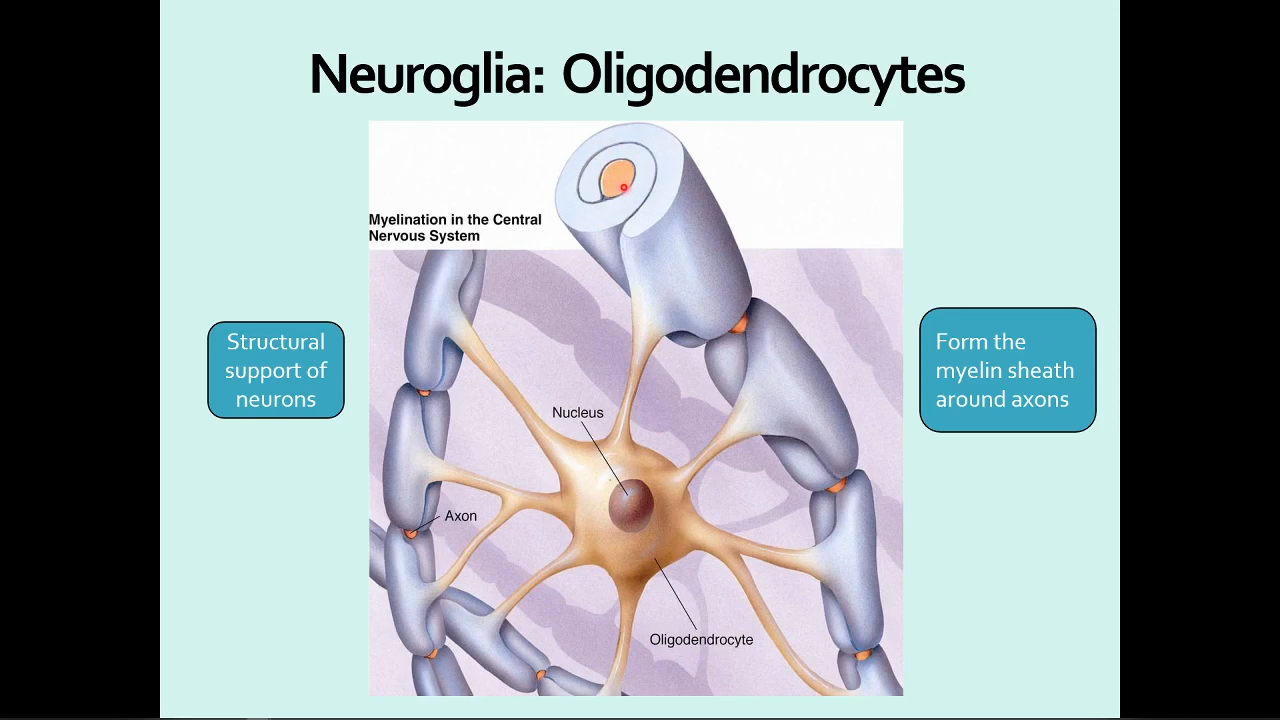 Neuroglia: Oligodendrocytes
Myelination in the Central
Nervous System
Structural
support of
neurons
Form the
myelin sheath
around axons
Nucleus
Axon
Oligodendrocyte